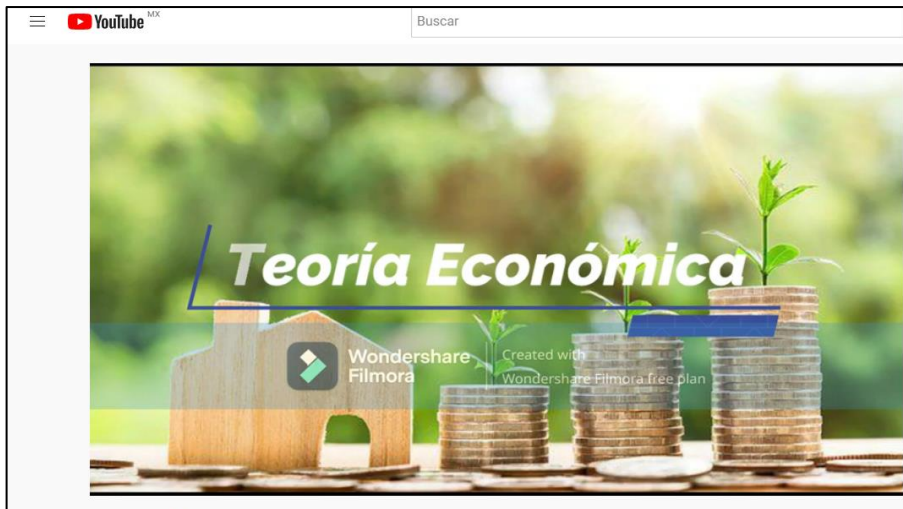 YouTube MX
Buscar
Teoría Económica
Wondershare
Filmora
Created with
Wondershare Filmora free plan